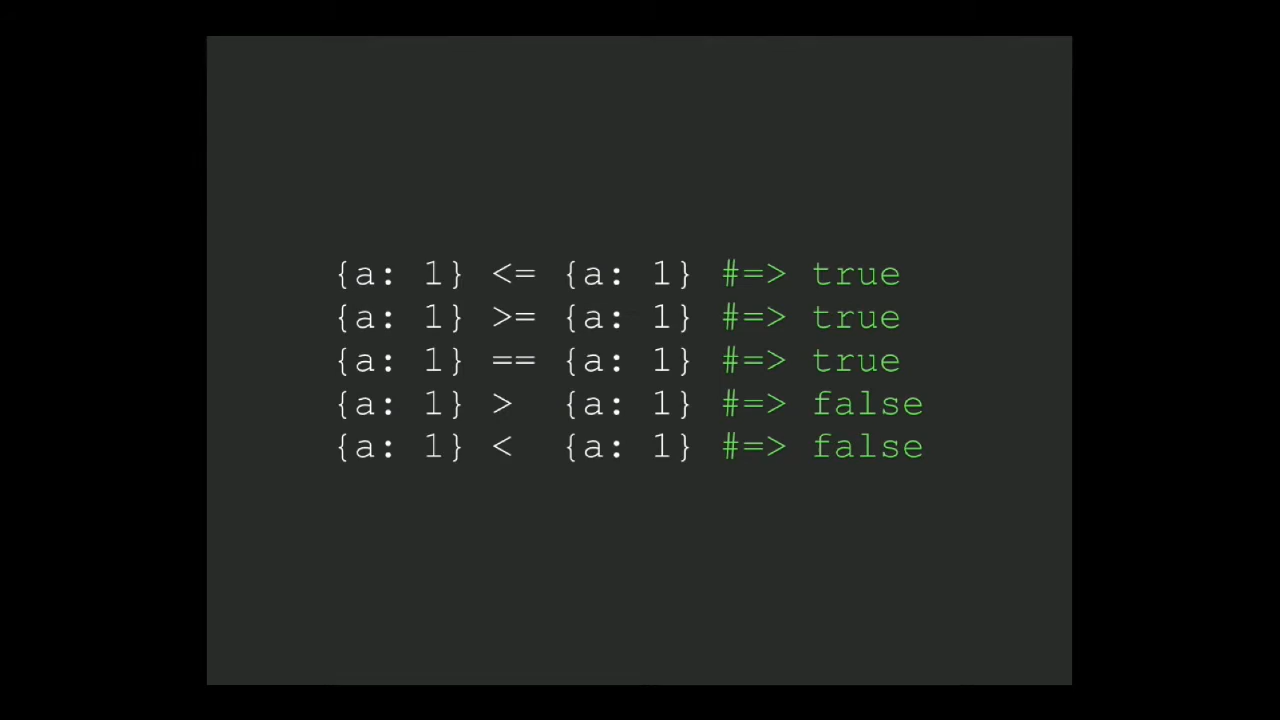 {a: 1} <= {a: 1} #=> true
{a: 1} >= {a: 1} #=> true
{a: 1} == {a: 1} #=> true
{a: 1} >  {a: 1} #=> false
{a: 1} <  {a: 1} #=> false